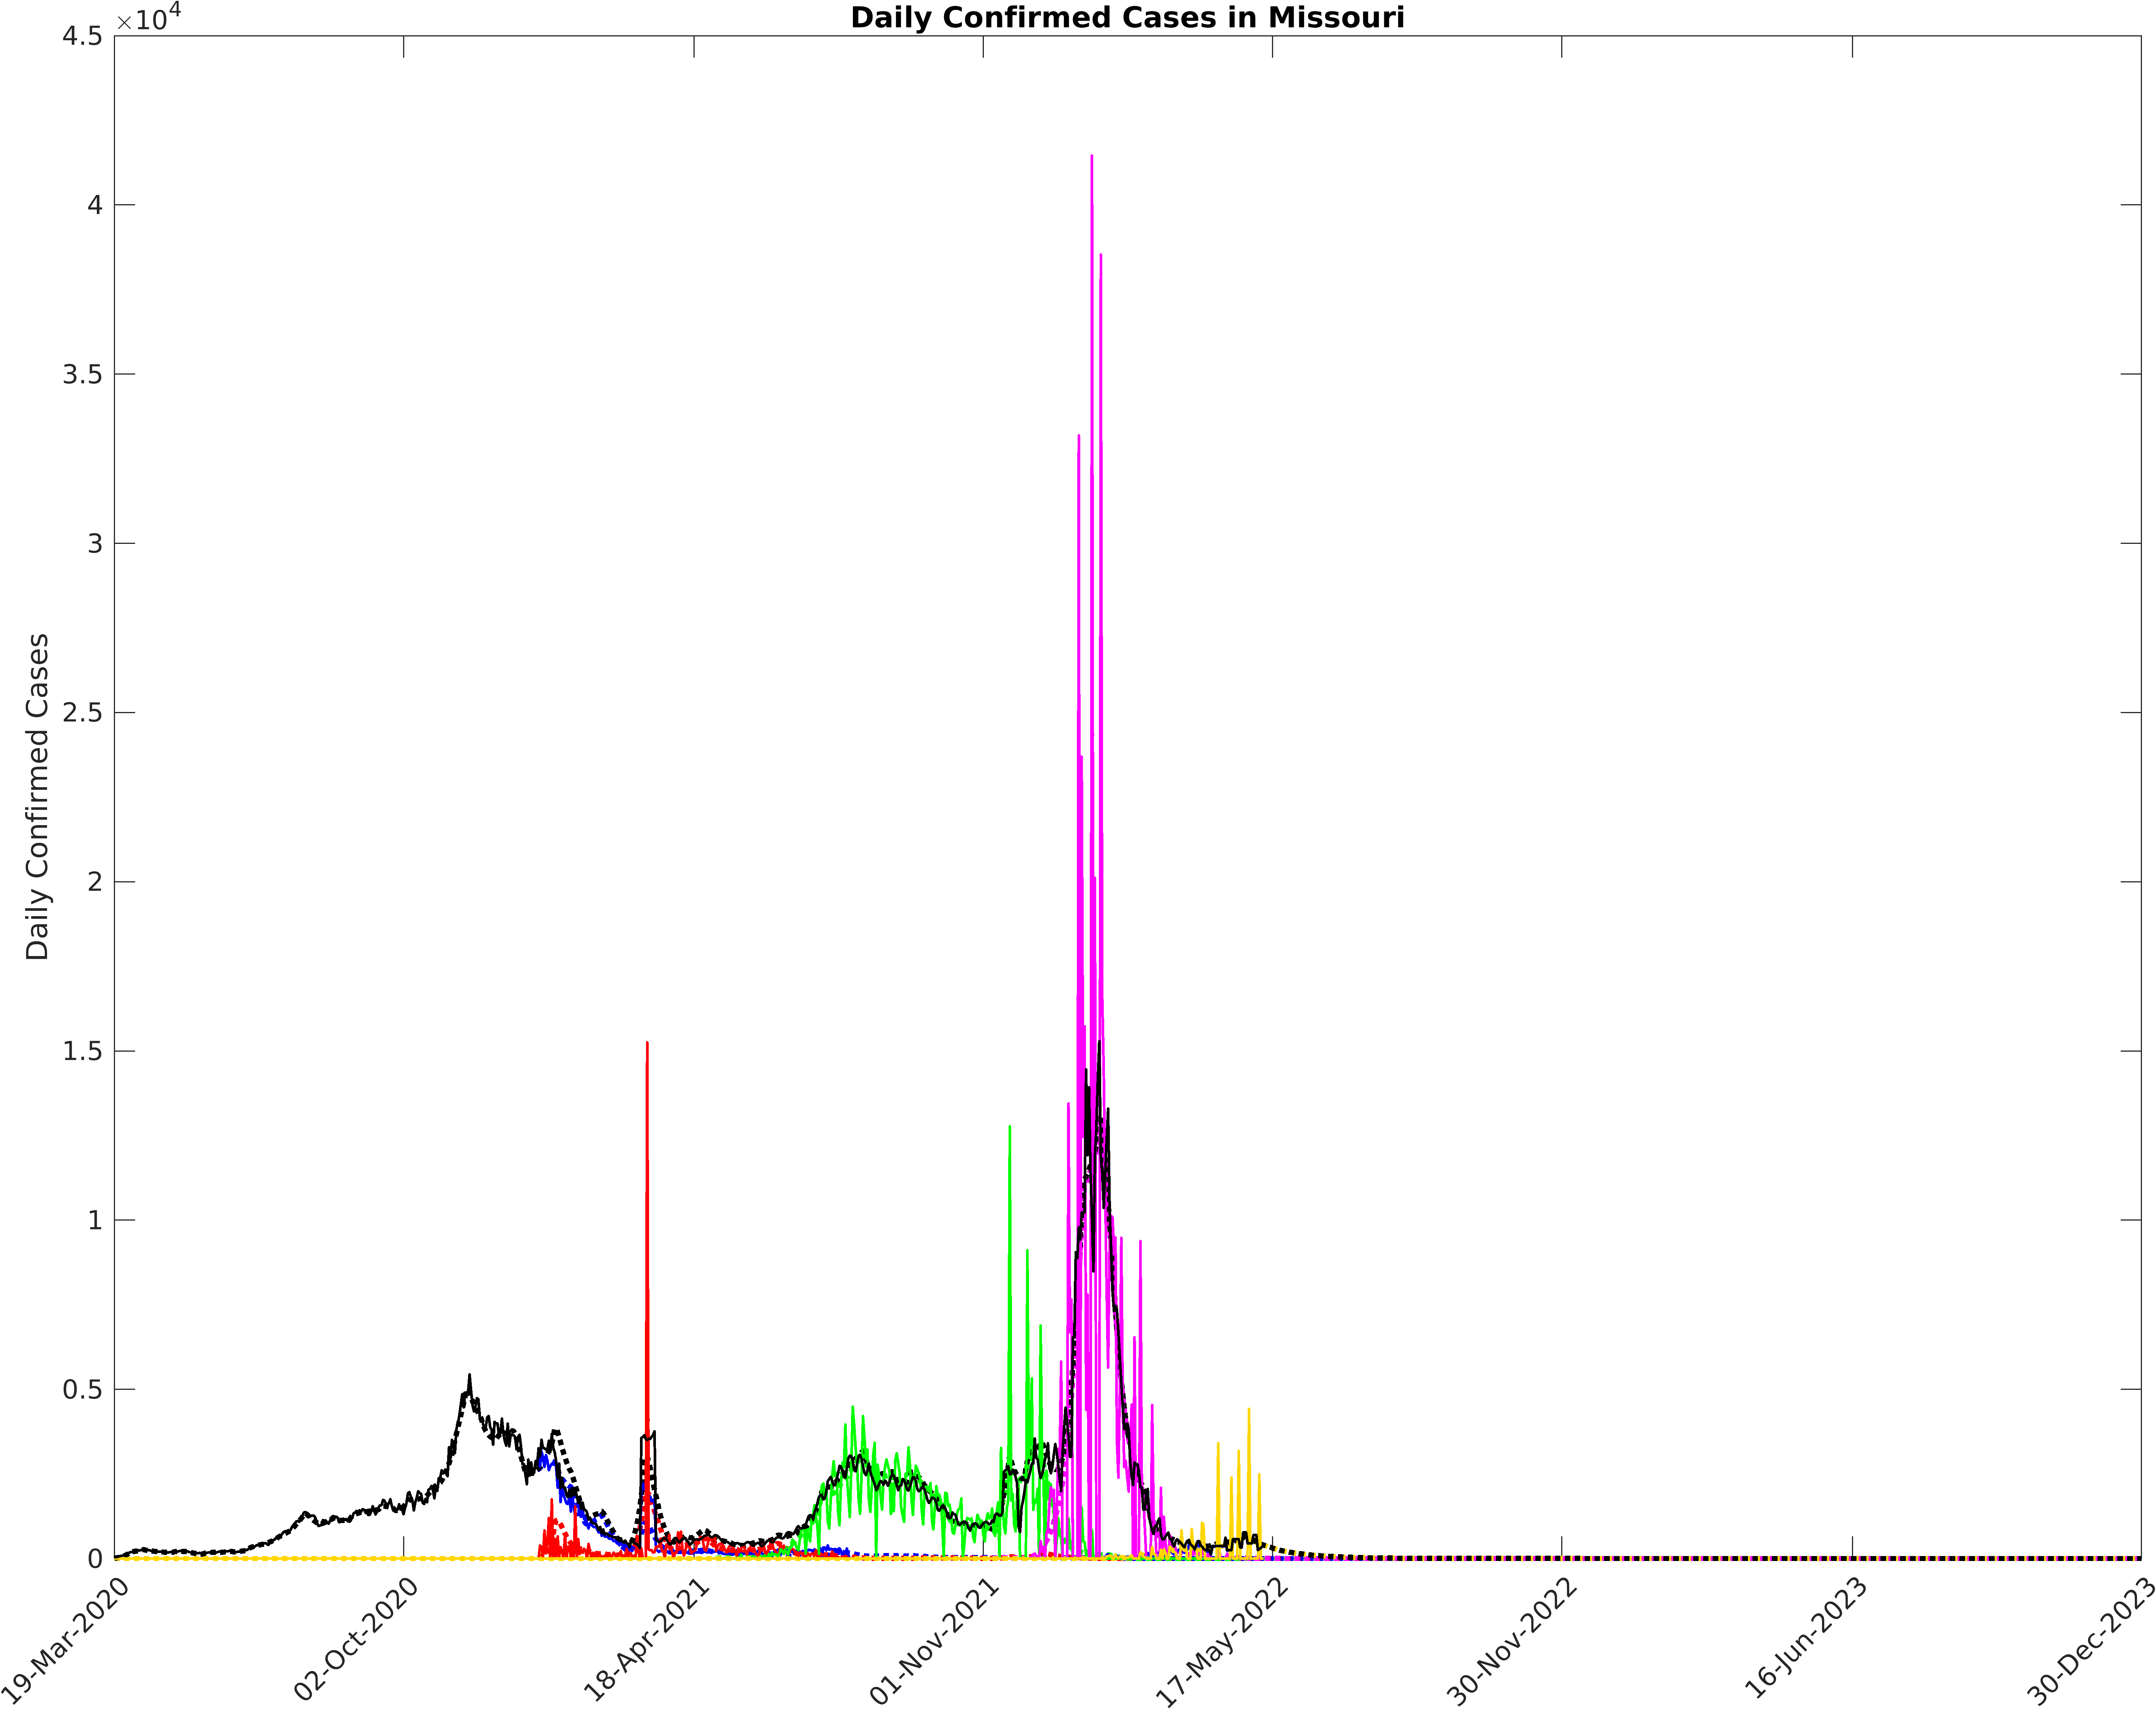 Daily Confirmed Cases in Missouri
×10^4
4.5
4
3.5
3
2.5
2
1.5
1
0.5
0
Daily Confirmed Cases
19-Mar-2020
02-Oct-2020
18-Apr-2021
01-Nov-2021
17-May-2022
30-Nov-2022
16-Jun-2023
30-Dec-2023